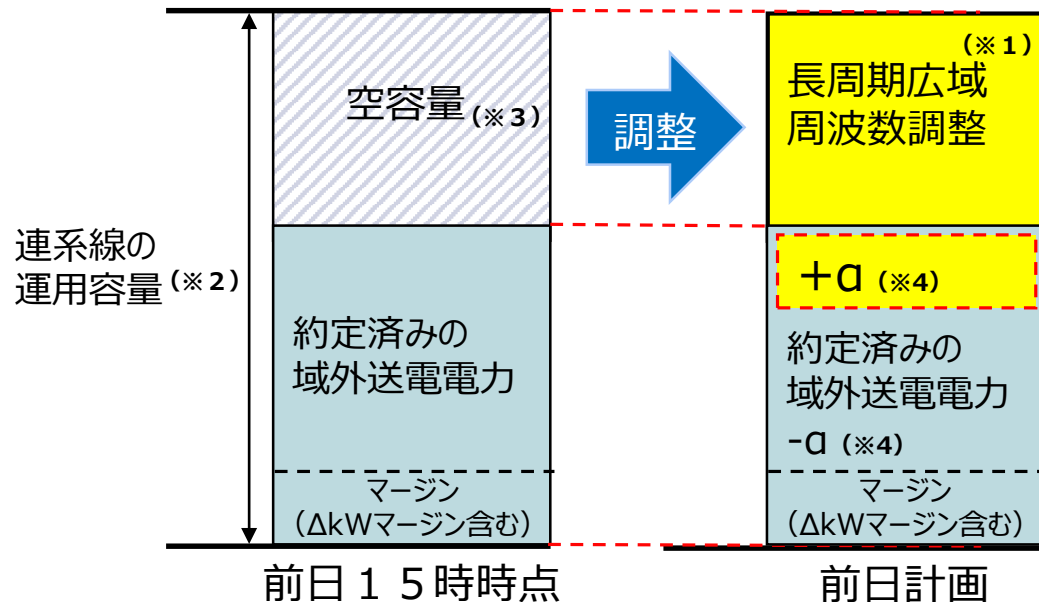 連系線の
運用容量(※2)
空容量(※3)
約定済みの
域外送電電力
マージン
(ΔkWマージン含む)
前日15時時点
調整
(※1)
長周期広域
周波数調整
+α (※4)
約定済みの
域外送電電力
-α (※4)
マージン
(ΔkWマージン含む)
前日計画